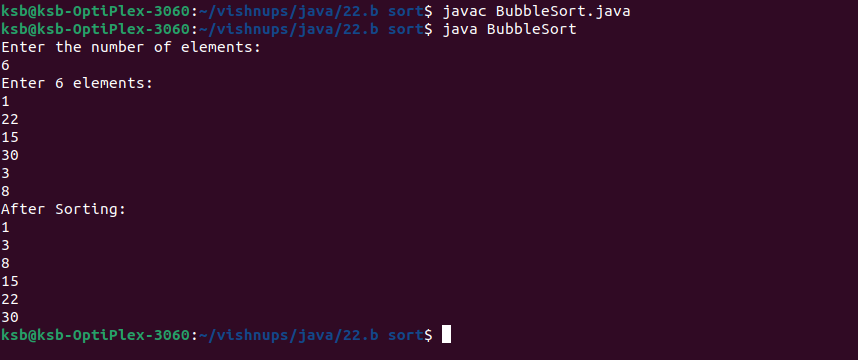 ksb@ksb-OptiPlex-3060:~/vishnups/java/22.b sort$ javac BubbleSort.java
ksb@ksb-OptiPlex-3060:~/vishnups/java/22.b sort$ java BubbleSort
Enter the number of elements:
6
Enter 6 elements:
1
22
15
30
3
8
After Sorting:
1
3
8
15
22
30
ksb@ksb-OptiPlex-3060:~/vishnups/java/22.b sort$